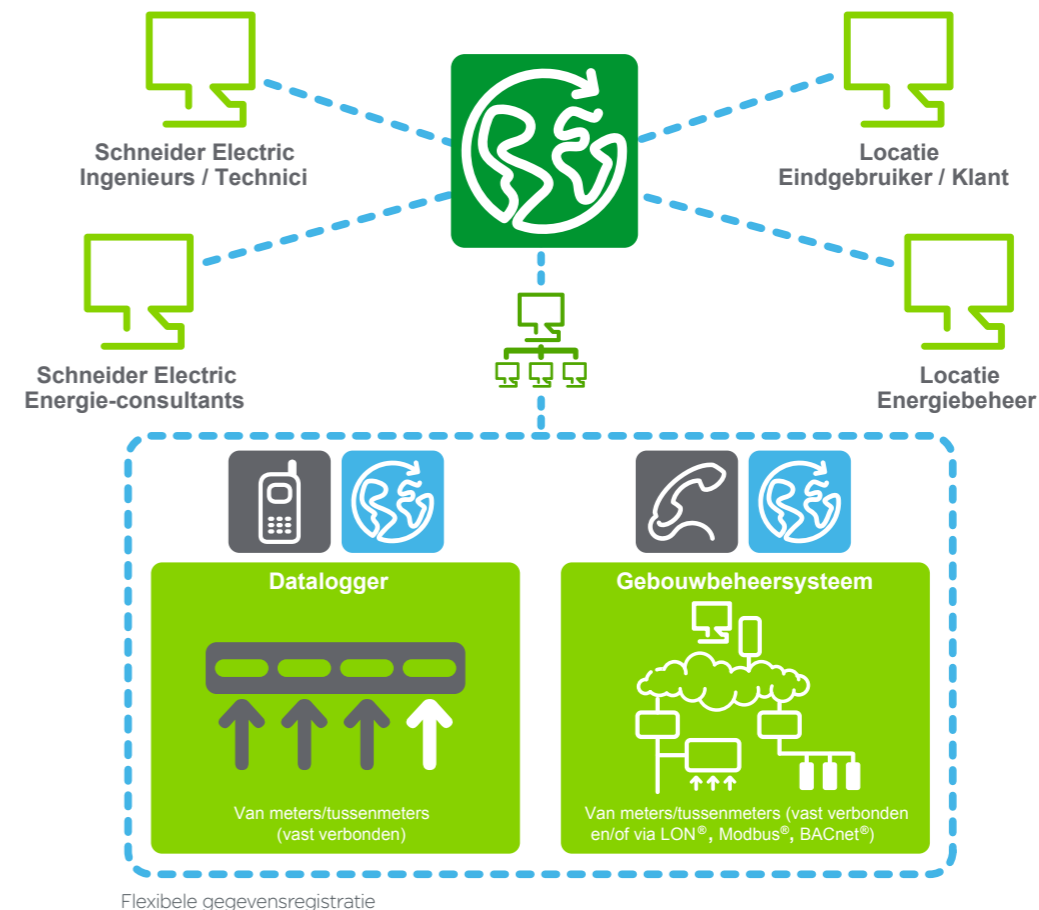 Schneider Electric
Ingenieurs / Technici
Locatie
Eindgebruiker / Klant
Schneider Electric
Energie-consultants
Locatie
Energiebeheer
Datalogger
Van meters/tussenmeters
(vast verbonden)
Gebouwbeheersysteem
Van meters/tussenmeters (vast verbonden
en/of via LON®, Modbus®, BACnet®)
Flexibele gegevensregistratie